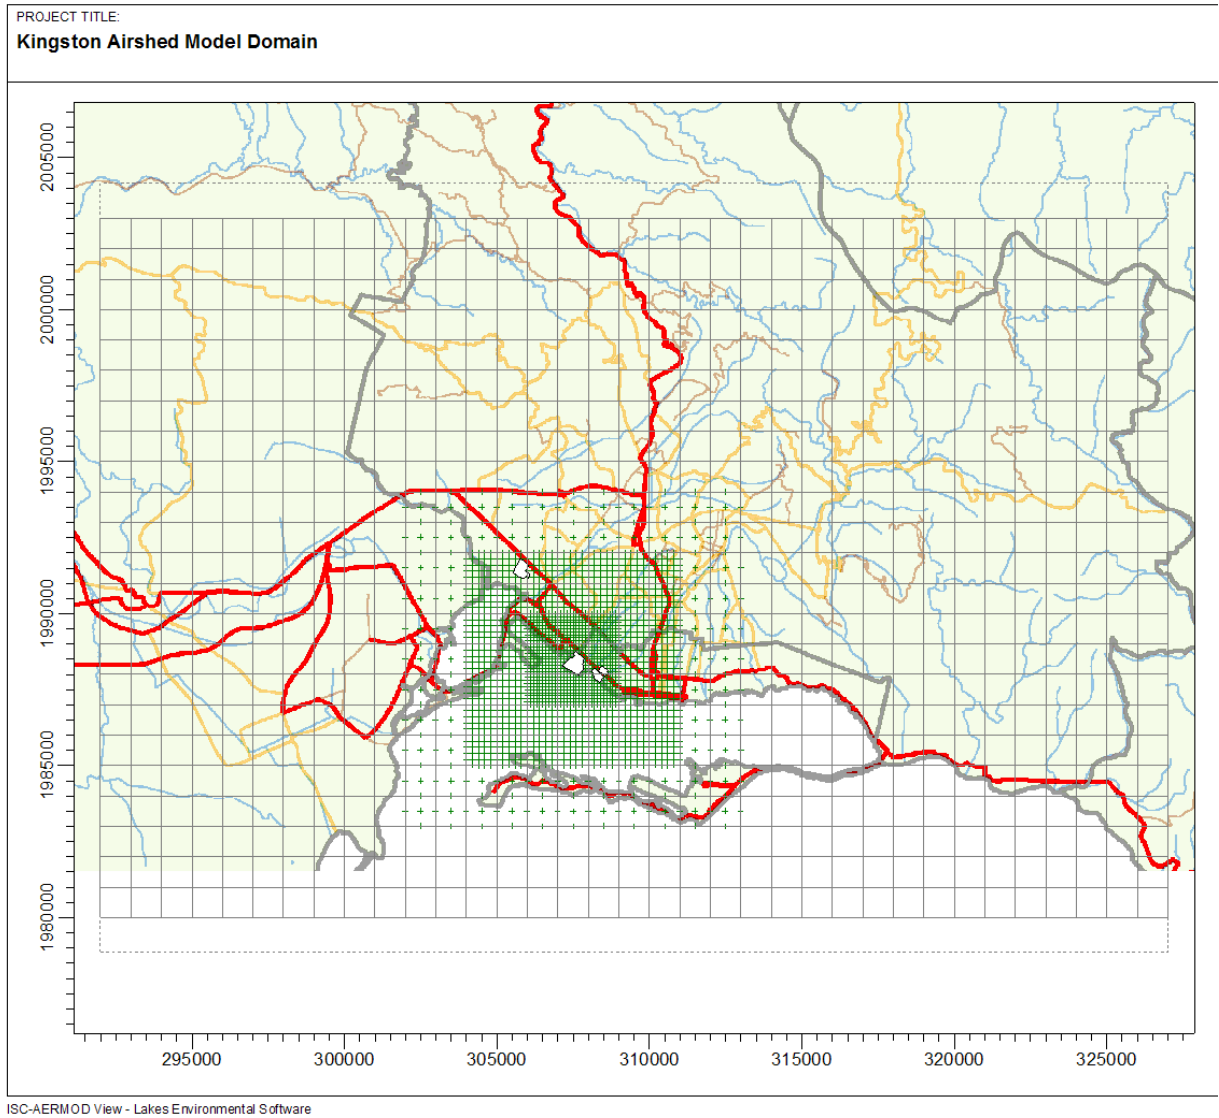 PROJECT TITLE:
Kingston Airshed Model Domain
2005000
2000000
1995000
1990000
1985000
1980000
295000 300000 305000 310000 315000 320000 325000
ISC-AERMOD View - Lakes Environmental Software